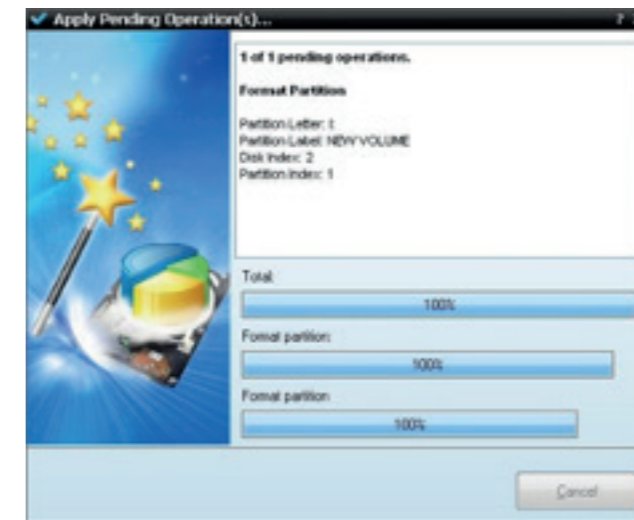 Apply Pending Operation(s)...
1 of 1 pending operations.
Format Partition
Partition Letter: I:
Partition Label: NEW VOLUME
Disk Index: 2
Partition Index: 1
Total:
100%
Format partition:
100%
Format partition
100%
Cancel